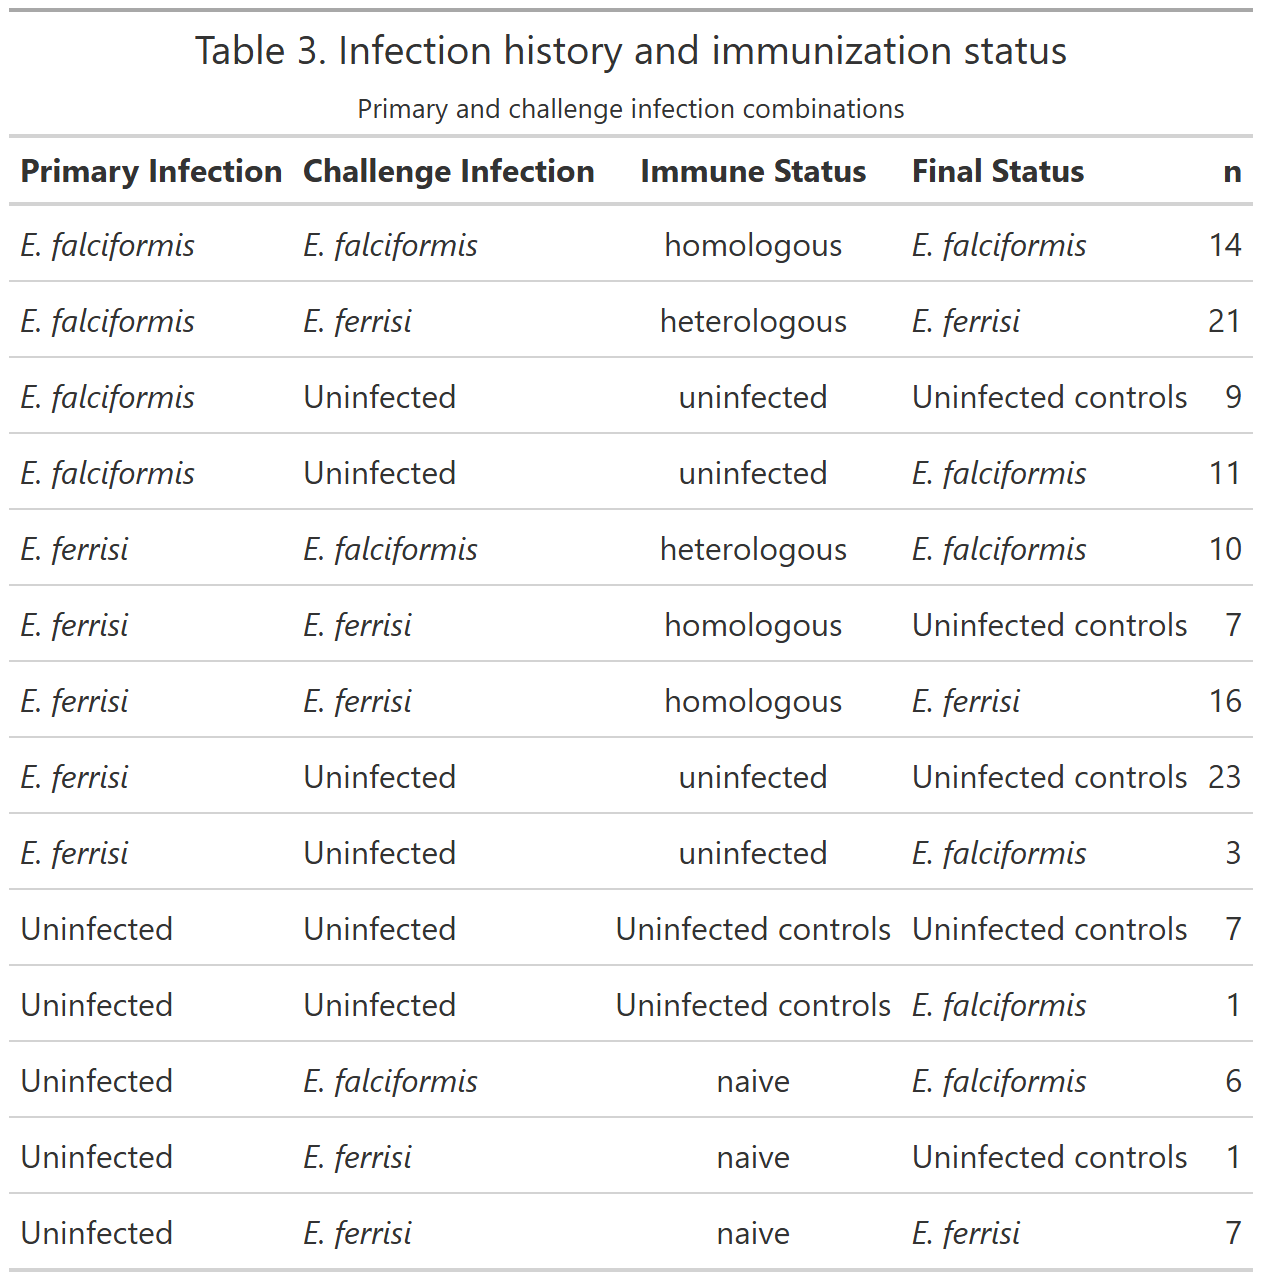 Table 3. Infection history and immunization status
Primary and challenge infection combinations
Primary Infection Challenge Infection Immune Status Final Status n
E. falciformis E. falciformis homologous E. falciformis 14
E. falciformis E. ferrisi heterologous E. ferrisi 21
E. falciformis Uninfected uninfected Uninfected controls 9
E. falciformis Uninfected uninfected E. falciformis 11
E. ferrisi E. falciformis heterologous E. falciformis 10
E. ferrisi E. ferrisi homologous Uninfected controls 7
E. ferrisi E. ferrisi homologous E. ferrisi 16
E. ferrisi Uninfected uninfected Uninfected controls 23
E. ferrisi Uninfected uninfected E. falciformis 3
Uninfected Uninfected Uninfected controls Uninfected controls 7
Uninfected Uninfected Uninfected controls E. falciformis 1
Uninfected E. falciformis naive E. falciformis 6
Uninfected E. ferrisi naive Uninfected controls 1
Uninfected E. ferrisi naive E. ferrisi 7